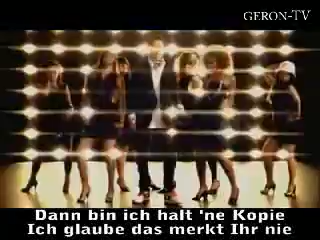 GERON-TV
Dann bin ich halt 'ne Kopie
Ich glaube das merkt Ihr nie